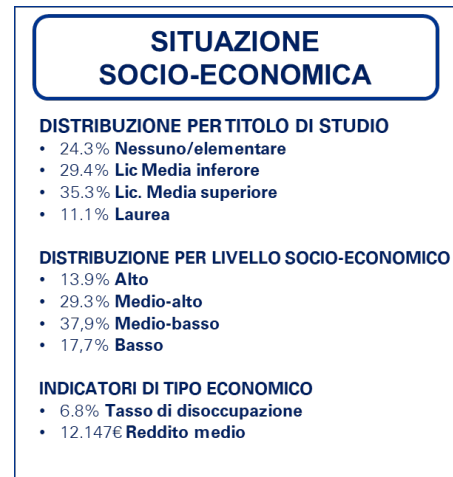 SITUAZIONE
SOCIO-ECONOMICA
DISTRIBUZIONE PER TITOLO DI STUDIO
• 24.3% Nessuno/elementare
• 29.4% Lic Media inferore
• 35.3% Lic. Media superiore
• 11.1% Laurea
DISTRIBUZIONE PER LIVELLO SOCIO-ECONOMICO
• 13.9% Alto
• 29.3% Medio-alto
• 37,9% Medio-basso
• 17,7% Basso
INDICATORI DI TIPO ECONOMICO
• 6.8% Tasso di disoccupazione
• 12.147€ Reddito medio